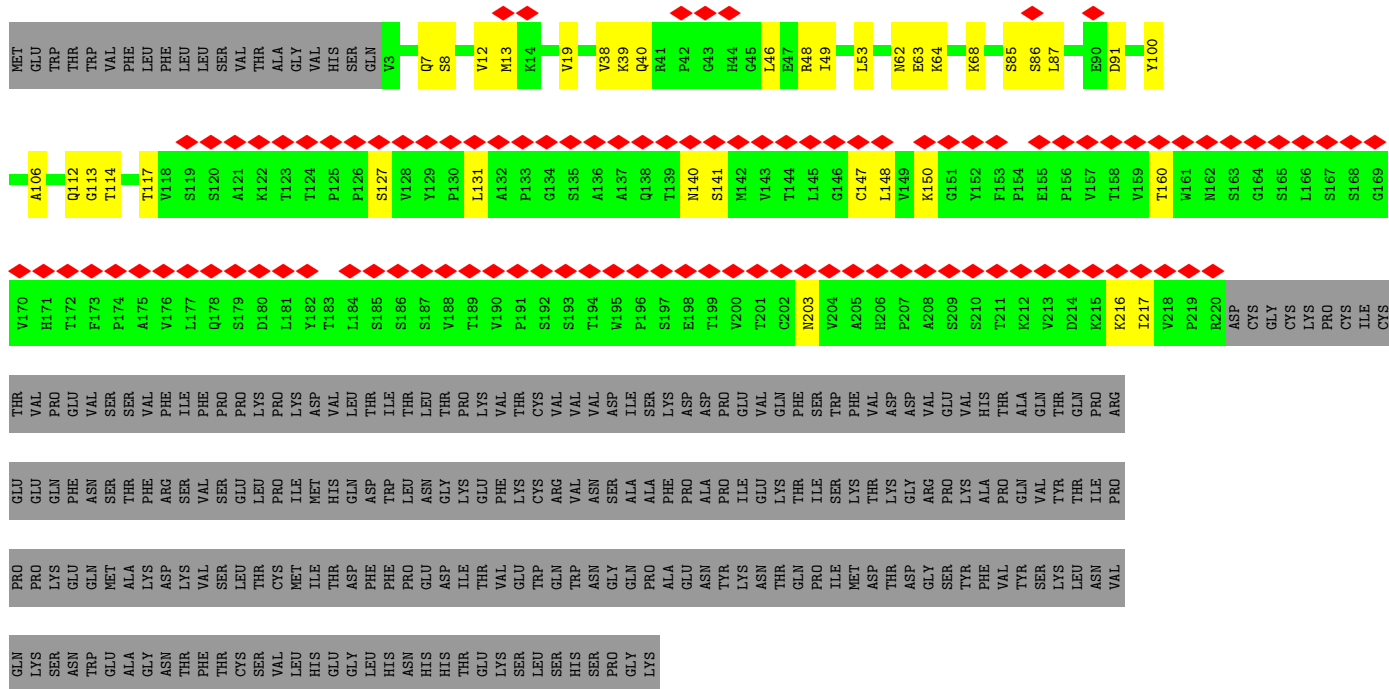 MET GLU TRP THR THR TRP VAL PHE LEU LEU PHE LEU LEU SER VAL THR ALA GLY VAL HIS SER GLN V3 Q7 S8 V12 M13 K14 V19 V38 K39 Q40 R41 P42 G43 H44 G45 L46 E47 R48 I49 L53 N62 E63 K64 K68 S85 S86 L87 E90 D91 Y100
A106 Q112 G113 T114 T117 V118 S119 S120 A121 K122 T123 T124 P125 P126 S127 V128 Y129 P130 L131 A132 P133 G134 S135 A136 A137 Q138 T139 N140 S141 M142 V143 T144 L145 G146 C147 L148 V149 K150 G151 Y152 F153 P154 E155 P156 V157 T158 V159 T160 W161 N162 S163 G164 S165 L166 S167 S168 G169
V170 H171 T172 F173 P174 A175 V176 L177 Q178 S179 D180 L181 Y182 T183 L184 S185 S186 S187 V188 T189 V190 P191 S192 S193 T194 W195 P196 S197 E198 T199 V200 T201 C202 N203 V204 A205 H206 P207 A208 S209 S210 T211 K212 V213 D214 K215 K216 I217 V218 P219 R220 ASP CYS GLY CYS LYS PRO CYS ILE CYS
THR VAL PRO GLU VAL SER SER VAL PHE ILE PHE PRO PRO LYS PRO LYS ASP VAL LEU THR ILE THR LEU THR PRO LYS VAL THR CYS VAL VAL VAL ASP ILE SER LYS ASP ASP PRO GLU VAL GLN PHE SER TRP PHE VAL ASP ASP VAL GLU VAL HIS THR ALA GLN THR GLN PRO ARG
GLU GLU GLN PHE ASN SER THR PHE ARG SER VAL SER GLU LEU PRO ILE MET HIS GLN ASP TRP LEU ASN GLY LYS GLU PHE LYS CYS ARG VAL ASN SER ALA ALA PHE PRO ALA PRO ILE GLU LYS THR ILE SER LYS THR LYS GLY ARG PRO LYS ALA PRO GLN VAL TYR THR ILE PRO
PRO PRO LYS GLU GLN MET ALA LYS ASP LYS VAL SER LEU THR CYS MET ILE THR ASP PHE PHE PRO GLU ASP ILE THR VAL GLU TRP GLN TRP ASN GLY GLN PRO ALA GLU ASN TYR LYS ASN THR GLN PRO ILE MET ASP THR ASP GLY SER TYR PHE VAL TYR SER LYS LEU ASN VAL
GLN LYS SER ASN TRP GLU ALA GLY ASN THR PHE THR CYS SER VAL LEU HIS GLU GLY LEU HIS ASN HIS HIS THR GLU LYS SER LEU SER HIS SER PRO GLY LYS